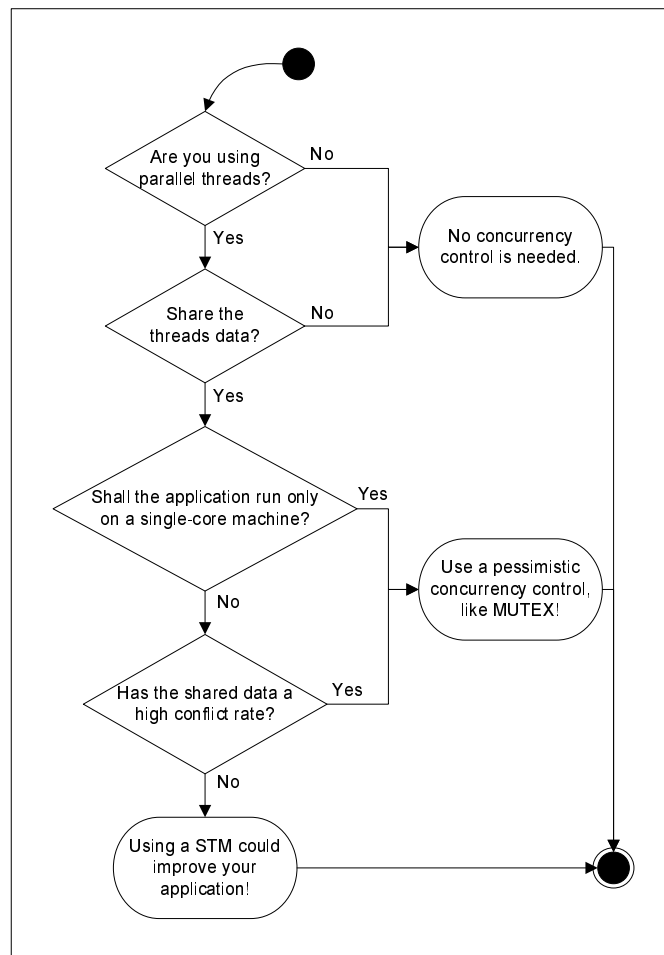 Are you using
parallel threads?
No
Yes
No concurrency
control is needed.
Share the
threads data?
No
Yes
Shall the application run only
on a single-core machine?
Yes
No
Use a pessimistic
concurrency control,
like MUTEX!
Has the shared data a
high conflict rate?
Yes
No
Using a STM could
improve your
application!